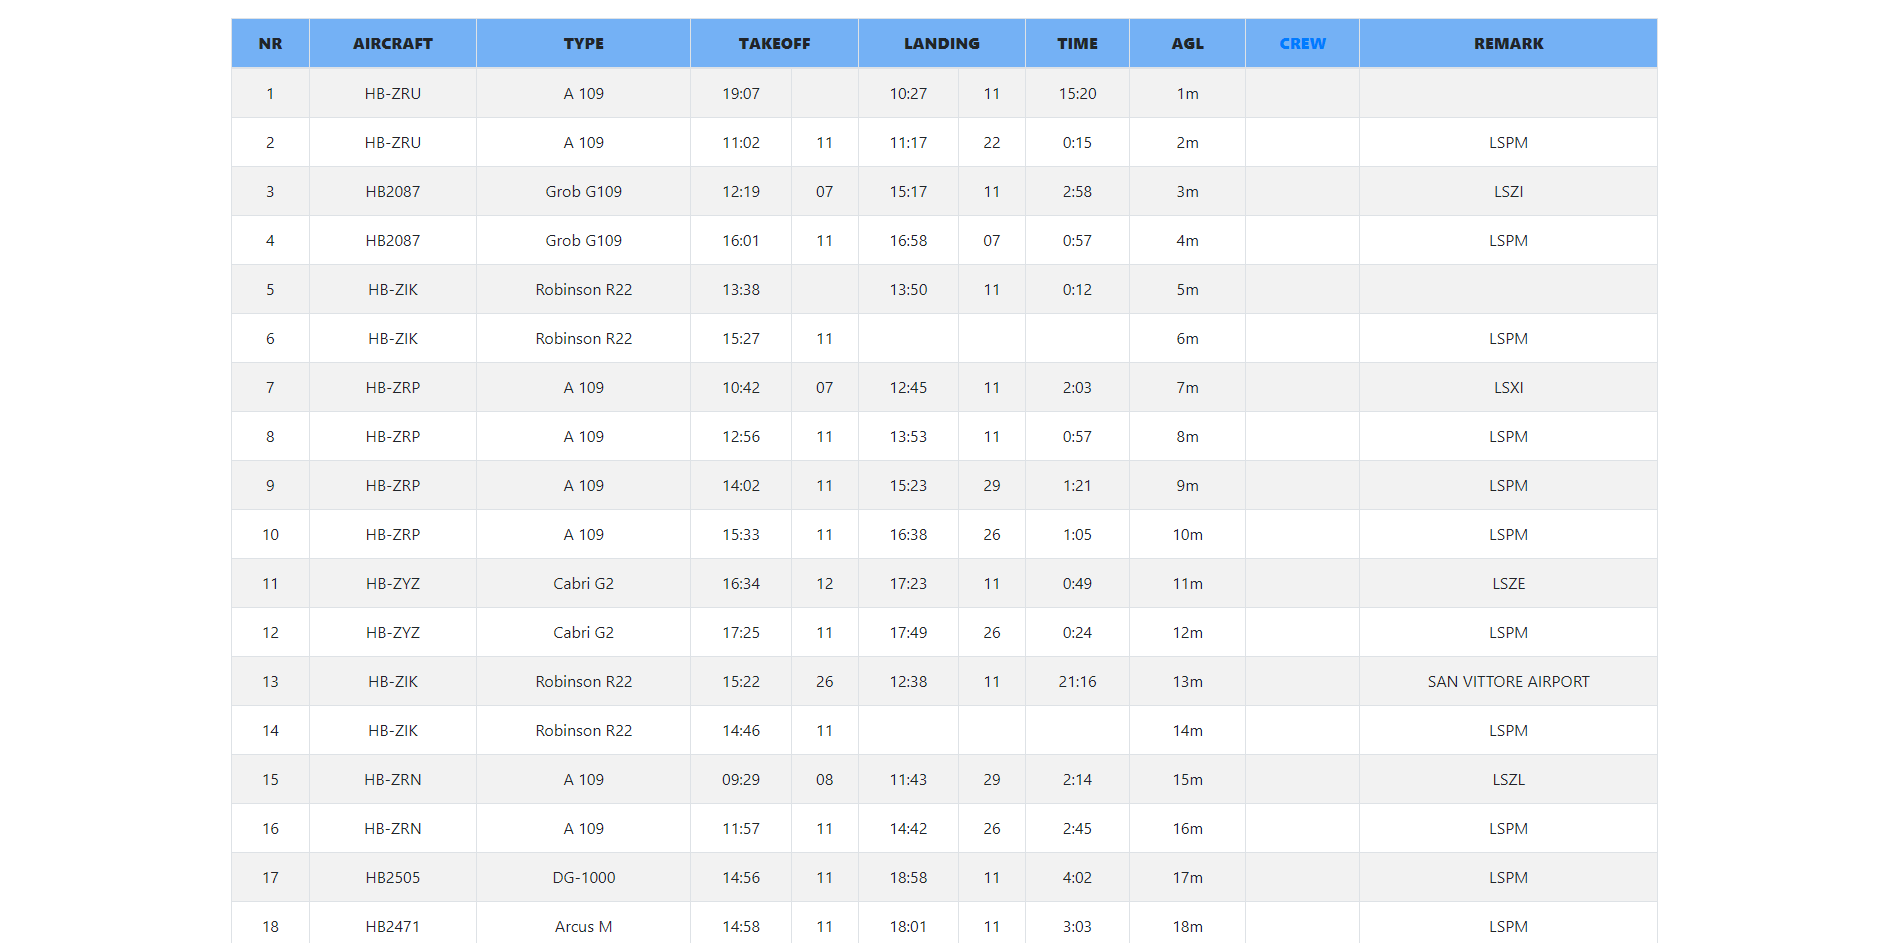 NR AIRCRAFT TYPE TAKEOFF LANDING TIME AGL CREW REMARK
1 HB-ZRU A 109 19:07 10:27 11 15:20 1m
2 HB-ZRU A 109 11:02 11 11:17 22 0:15 2m LSPM
3 HB2087 Grob G109 12:19 07 15:17 11 2:58 3m LSZI
4 HB2087 Grob G109 16:01 11 16:58 07 0:57 4m LSPM
5 HB-ZIK Robinson R22 13:38 13:50 11 0:12 5m
6 HB-ZIK Robinson R22 15:27 11 6m LSPM
7 HB-ZRP A 109 10:42 07 12:45 11 2:03 7m LSXI
8 HB-ZRP A 109 12:56 11 13:53 11 0:57 8m LSPM
9 HB-ZRP A 109 14:02 11 15:23 29 1:21 9m LSPM
10 HB-ZRP A 109 15:33 11 16:38 26 1:05 10m LSPM
11 HB-ZYZ Cabri G2 16:34 12 17:23 11 0:49 11m LSZE
12 HB-ZYZ Cabri G2 17:25 11 17:49 26 0:24 12m LSPM
13 HB-ZIK Robinson R22 15:22 26 12:38 11 21:16 13m SAN VITTORE AIRPORT
14 HB-ZIK Robinson R22 14:46 11 14m LSPM
15 HB-ZRN A 109 09:29 08 11:43 29 2:14 15m LSZL
16 HB-ZRN A 109 11:57 11 14:42 26 2:45 16m LSPM
17 HB2505 DG-1000 14:56 11 18:58 11 4:02 17m LSPM
18 HB2471 Arcus M 14:58 11 18:01 11 3:03 18m LSPM